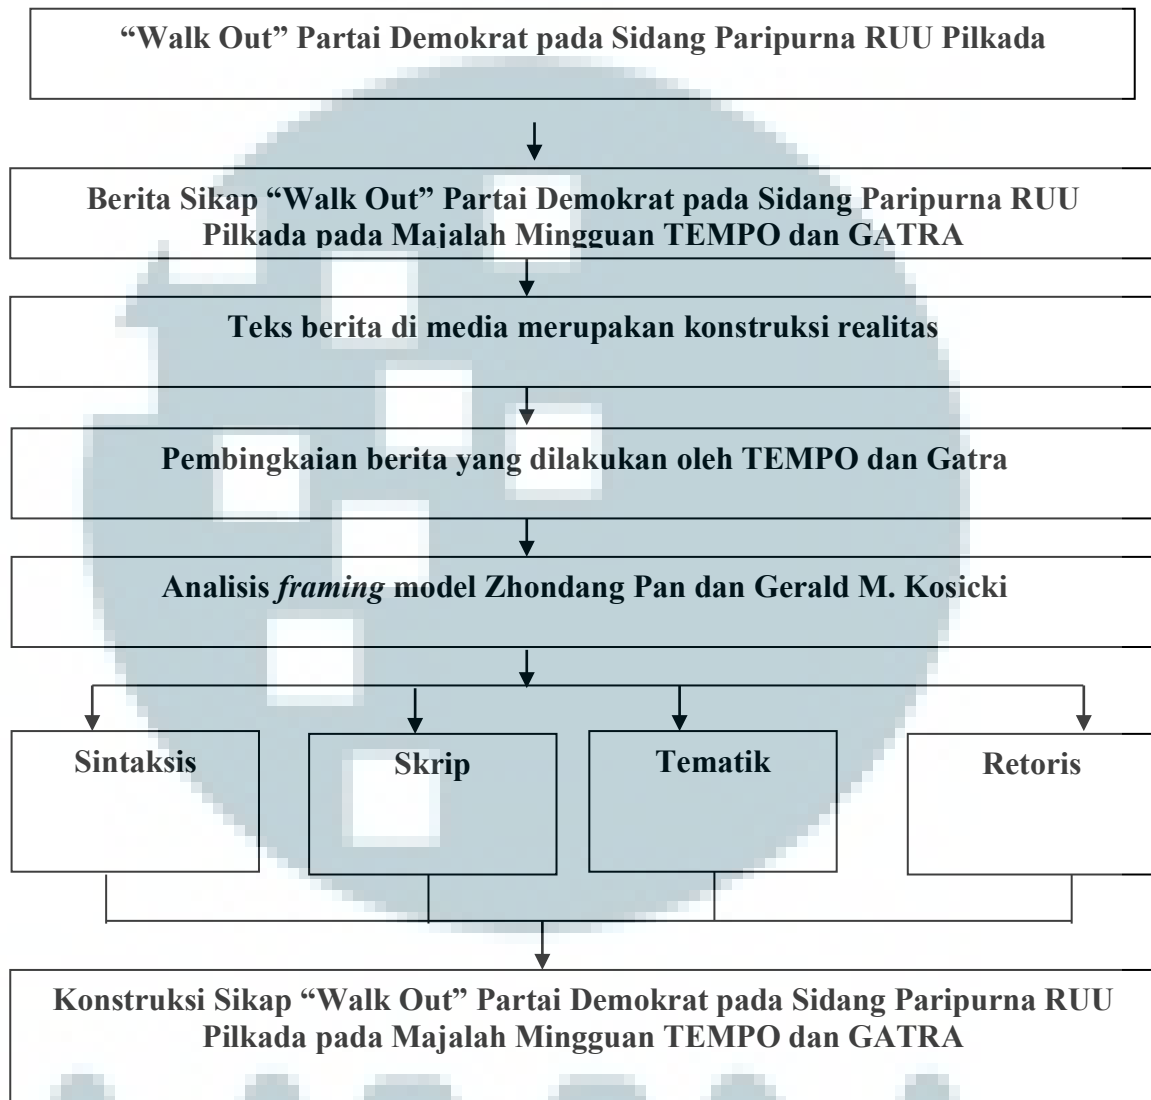 “Walk Out” Partai Demokrat pada Sidang Paripurna RUU Pilkada
Berita Sikap “Walk Out” Partai Demokrat pada Sidang Paripurna RUU
Pilkada pada Majalah Mingguan TEMPO dan GATRA
Teks berita di media merupakan konstruksi realitas
Pembingkaian berita yang dilakukan oleh TEMPO dan Gatra
Analisis framing model Zhondang Pan dan Gerald M. Kosicki
Sintaksis
Skrip
Tematik
Retoris
Konstruksi Sikap “Walk Out” Partai Demokrat pada Sidang Paripurna RUU
Pilkada pada Majalah Mingguan TEMPO dan GATRA